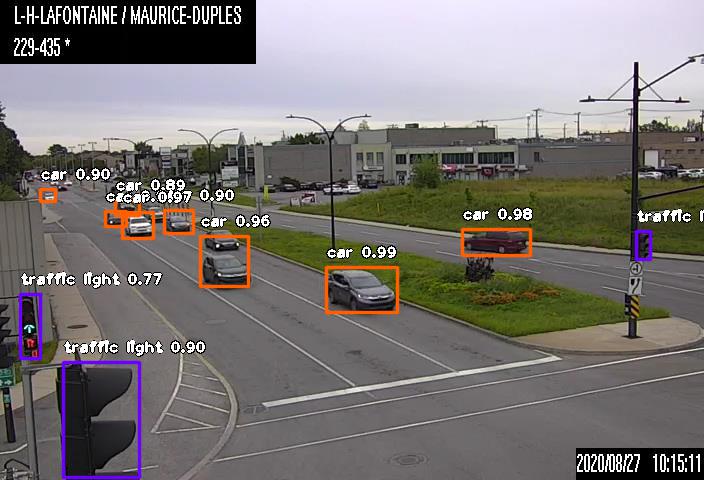 L-H-LAFONTAINE / MAURICE-DUPLES
229-435 *
car 0.90
car 0.89
car 0.97
0.90
car 0.96
car 0.98
traffic l
car 0.99
traffic light 0.77
traffic light 0.90
2020/08/27 10:15:11